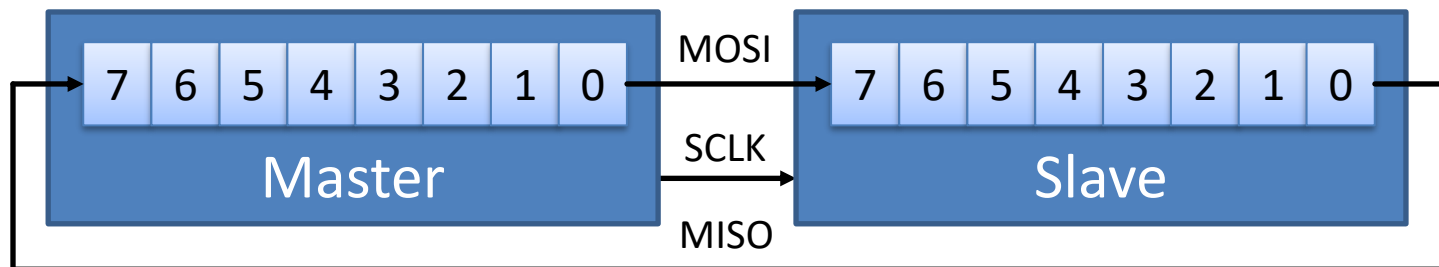 7 6 5 4 3 2 1 0 MOSI 7 6 5 4 3 2 1 0
SCLK
Master Slave
MISO